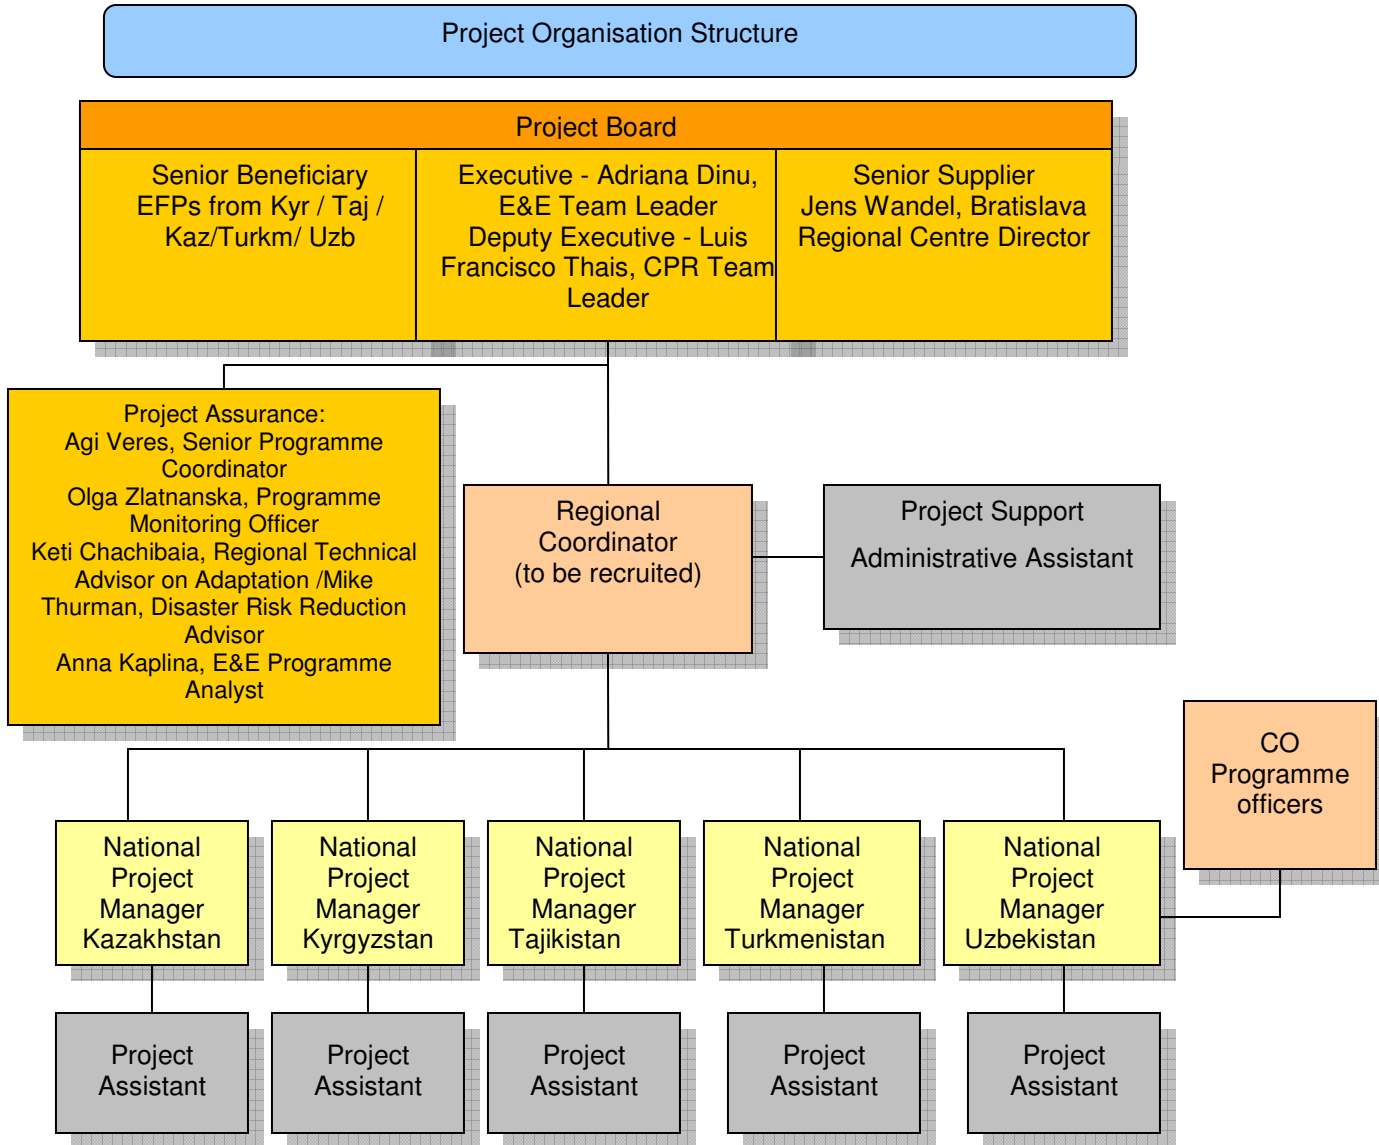 Project Organisation Structure
Project Board
Senior Beneficiary
EFPs from Kyr / Taj /
Kaz/Turkm/ Uzb
Executive - Adriana Dinu,
E&E Team Leader
Deputy Executive - Luis
Francisco Thais, CPR Team
Leader
Senior Supplier
Jens Wandel, Bratislava
Regional Centre Director
Project Assurance:
Agi Veres, Senior Programme
Coordinator
Olga Zlatnanska, Programme
Monitoring Officer
Keti Chachibaia, Regional Technical
Advisor on Adaptation /Mike
Thurman, Disaster Risk Reduction
Advisor
Anna Kaplina, E&E Programme
Analyst
Regional
Coordinator
(to be recruited)
Project Support
Administrative Assistant
CO
Programme
officers
National
Project
Manager
Kazakhstan
National
Project
Manager
Kyrgyzstan
National
Project
Manager
Tajikistan
National
Project
Manager
Turkmenistan
National
Project
Manager
Uzbekistan
Project
Assistant
Project
Assistant
Project
Assistant
Project
Assistant
Project
Assistant